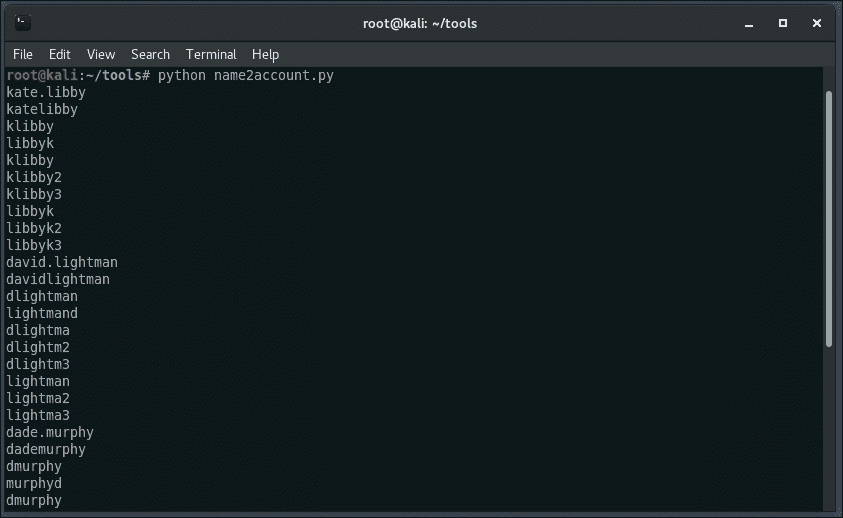 root@kali: ~/tools
File Edit View Search Terminal Help
root@kali:~/tools# python name2account.py
kate.libby
katelibby
klibby
libbyk
klibby
klibby2
klibby3
libbyk
libbyk2
libbyk3
david.lightman
davidlightman
dlightman
lightmand
dlightma
dlightm2
dlightm3
lightman
lightma2
lightma3
dade.murphy
dademurphy
dmurphy
murphyd
dmurphy